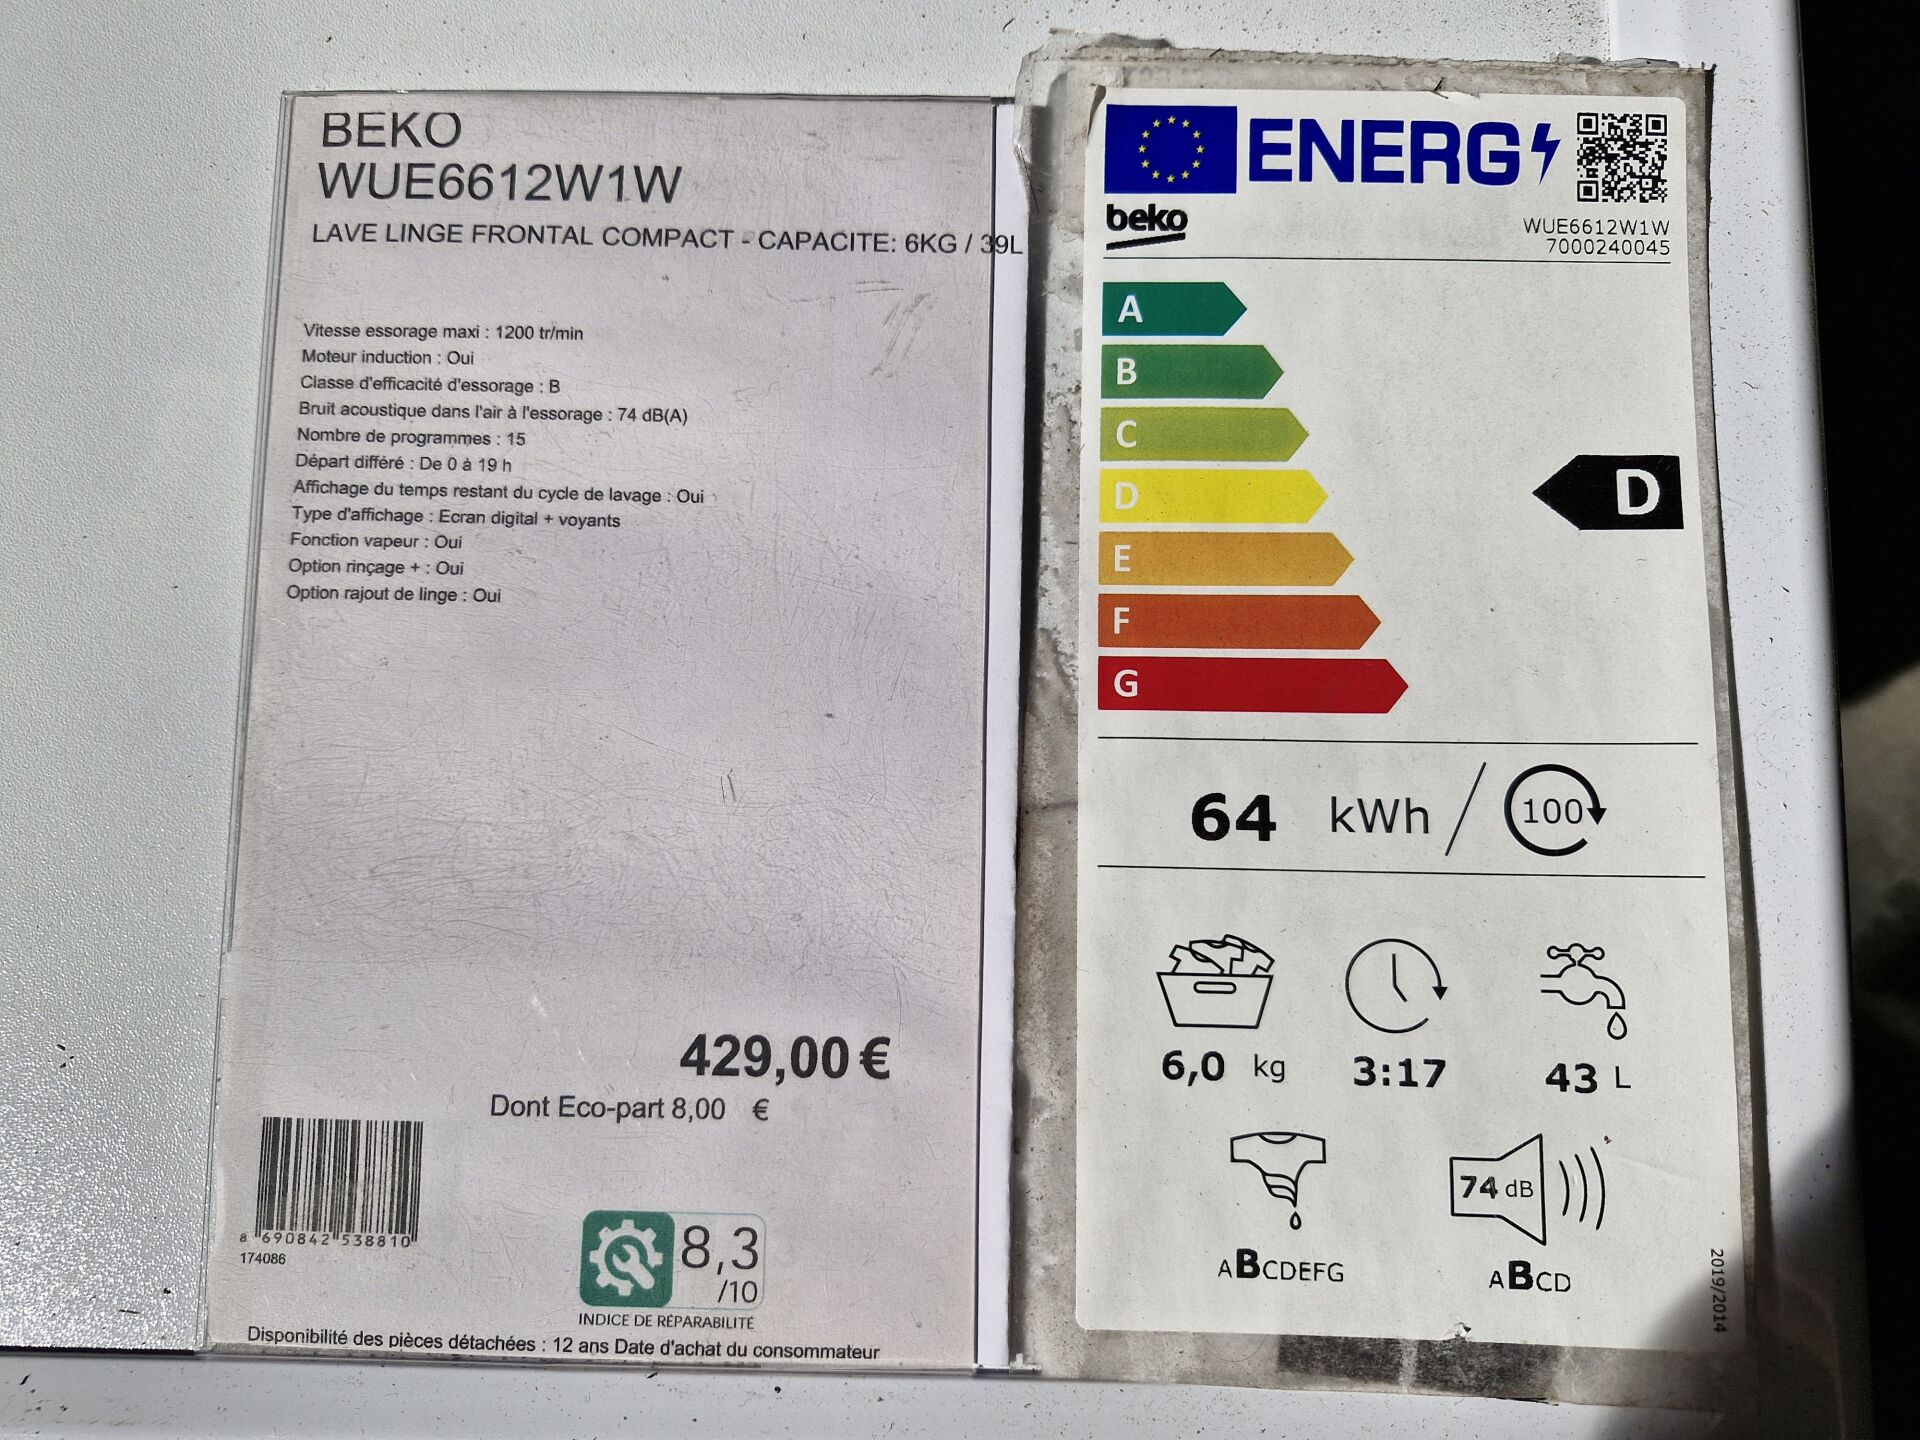 BEKO
WUE6612W1W
LAVE LINGE FRONTAL COMPACT - CAPACITE: 6KG / 39L
Vitesse essorage maxi : 1200 tr/min
Moteur induction : Oui
Classe d'efficacité d'essorage : B
Bruit acoustique dans l'air à l'essorage : 74 dB(A)
Nombre de programmes : 15
Départ différé : De 0 à 19 h
Affichage du temps restant du cycle de lavage : Oui
Type d'affichage : Ecran digital + voyants
Fonction vapeur : Oui
Option rinçage + : Oui
Option rajout de linge : Oui
429,00 €
Dont Eco-part 8,00 €
8 690842 538810
174086
8,3
/10
INDICE DE RÉPARABILITÉ
Disponibilité des pièces détachées : 12 ans Date d'achat du consommateur
ENERG
beko
WUE6612W1W
7000240045
A
B
C
D
D
E
F
G
64 kWh / 100
6,0 kg
3:17
43 L
74 dB
ABCDEFG
ABCD
2019/2014